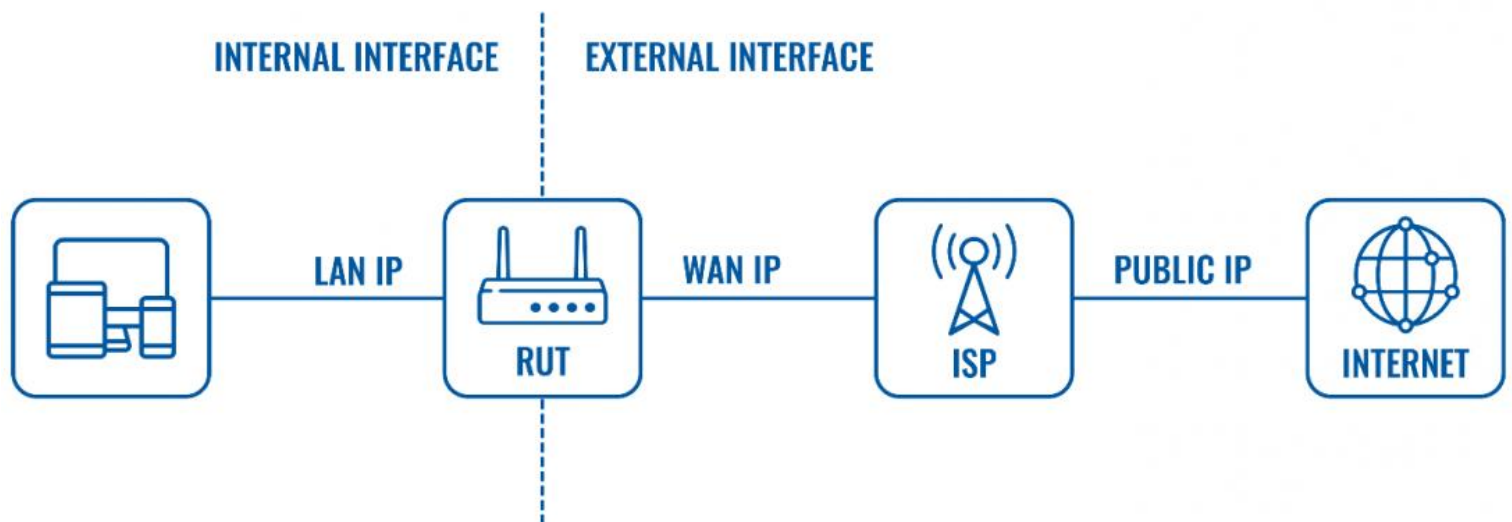 INTERNAL INTERFACE
EXTERNAL INTERFACE
LAN IP
WAN IP
PUBLIC IP
RUT
ISP
INTERNET